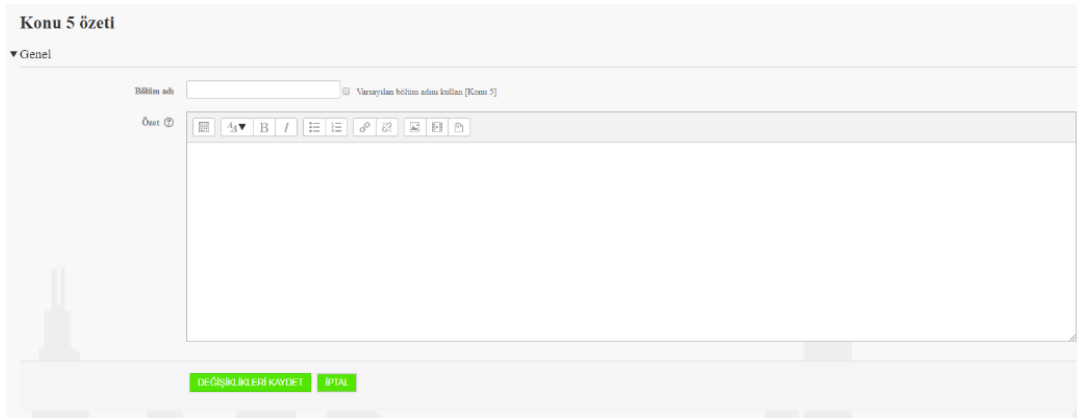 Konu 5 özeti
Genel
Bölüm adı
Varsayılan bölüm adını kullan [Konu 5]
Özet
B I
DEĞİŞİKLİKLERİ KAYDET İPTAL